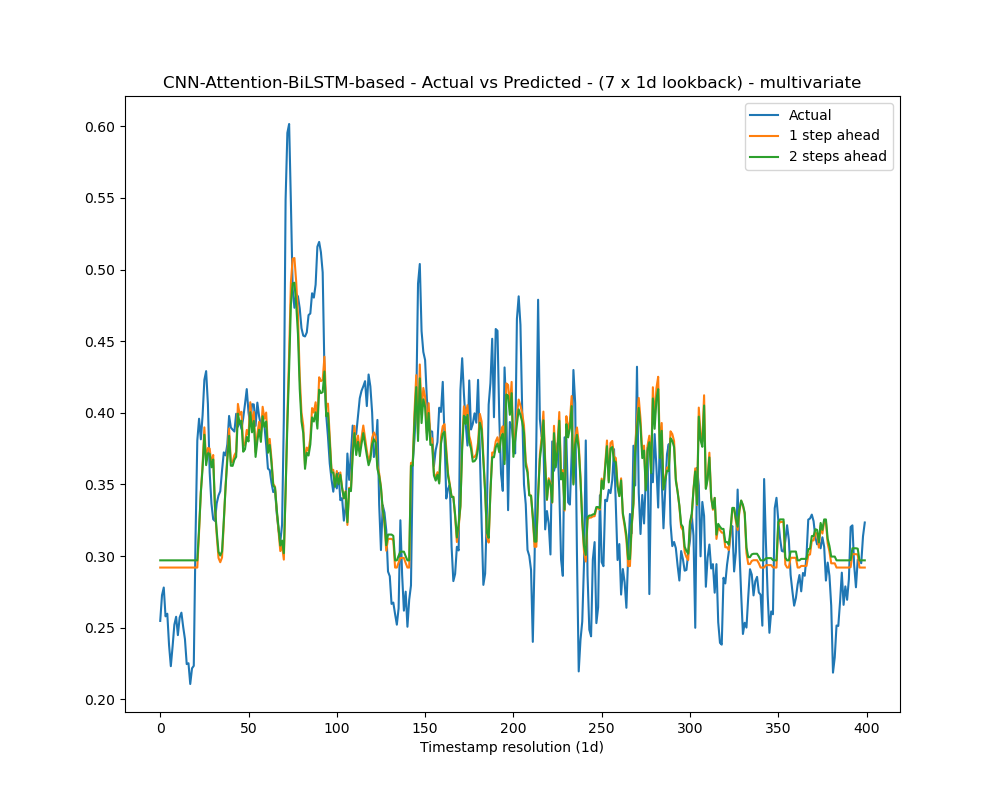 CNN-Attention-BiLSTM-based - Actual vs Predicted - (7 x 1d lookback) - multivariate
Actual
1 step ahead
2 steps ahead
0.60
0.55
0.50
0.45
0.40
0.35
0.30
0.25
0.20
0 50 100 150 200 250 300 350 400
Timestamp resolution (1d)